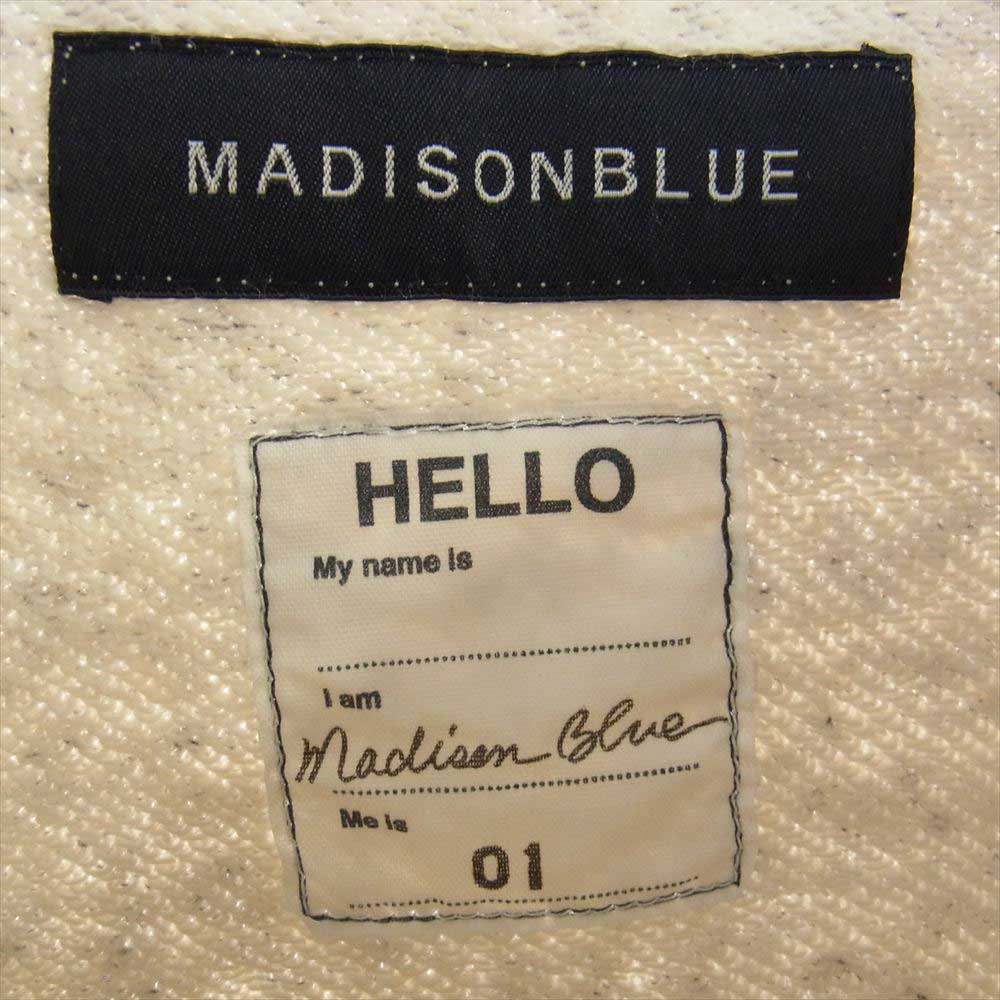 MADISONBLUE
HELLO
My name is
I am
Madison Blue
Me is
01